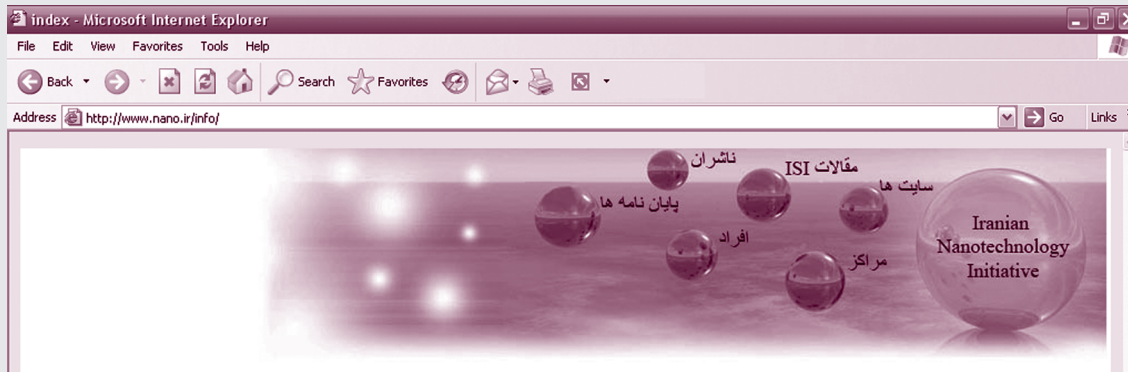 index - Microsoft Internet Explorer
File Edit View Favorites Tools Help
Back Search Favorites
Address http://www.nano.ir/info/ Go Links
ناشران
مقالات ISI
سایت ها
پایان نامه ها
افراد
مراکز
Iranian
Nanotechnology
Initiative